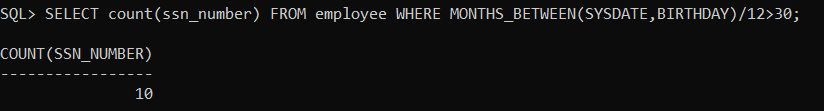 SQL> SELECT count(ssn_number) FROM employee WHERE MONTHS_BETWEEN(SYSDATE,BIRTHDAY)/12>30;
COUNT(SSN_NUMBER)
-----------------
10